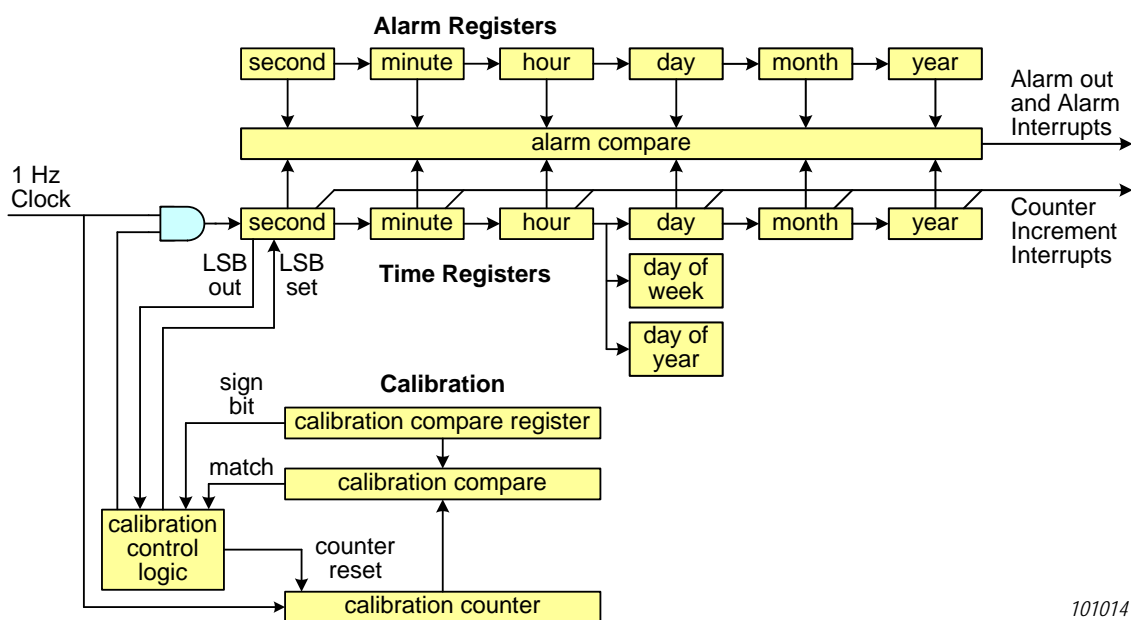 Alarm Registers
second
minute
hour
day
month
year
alarm compare
Alarm out
and Alarm
Interrupts
1 Hz
Clock
second
minute
hour
day
month
year
Counter
Increment
Interrupts
LSB
out
LSB
set
Time Registers
day of
week
day of
year
Calibration
sign
bit
calibration compare register
match
calibration compare
calibration
control
logic
counter
reset
calibration counter
101014